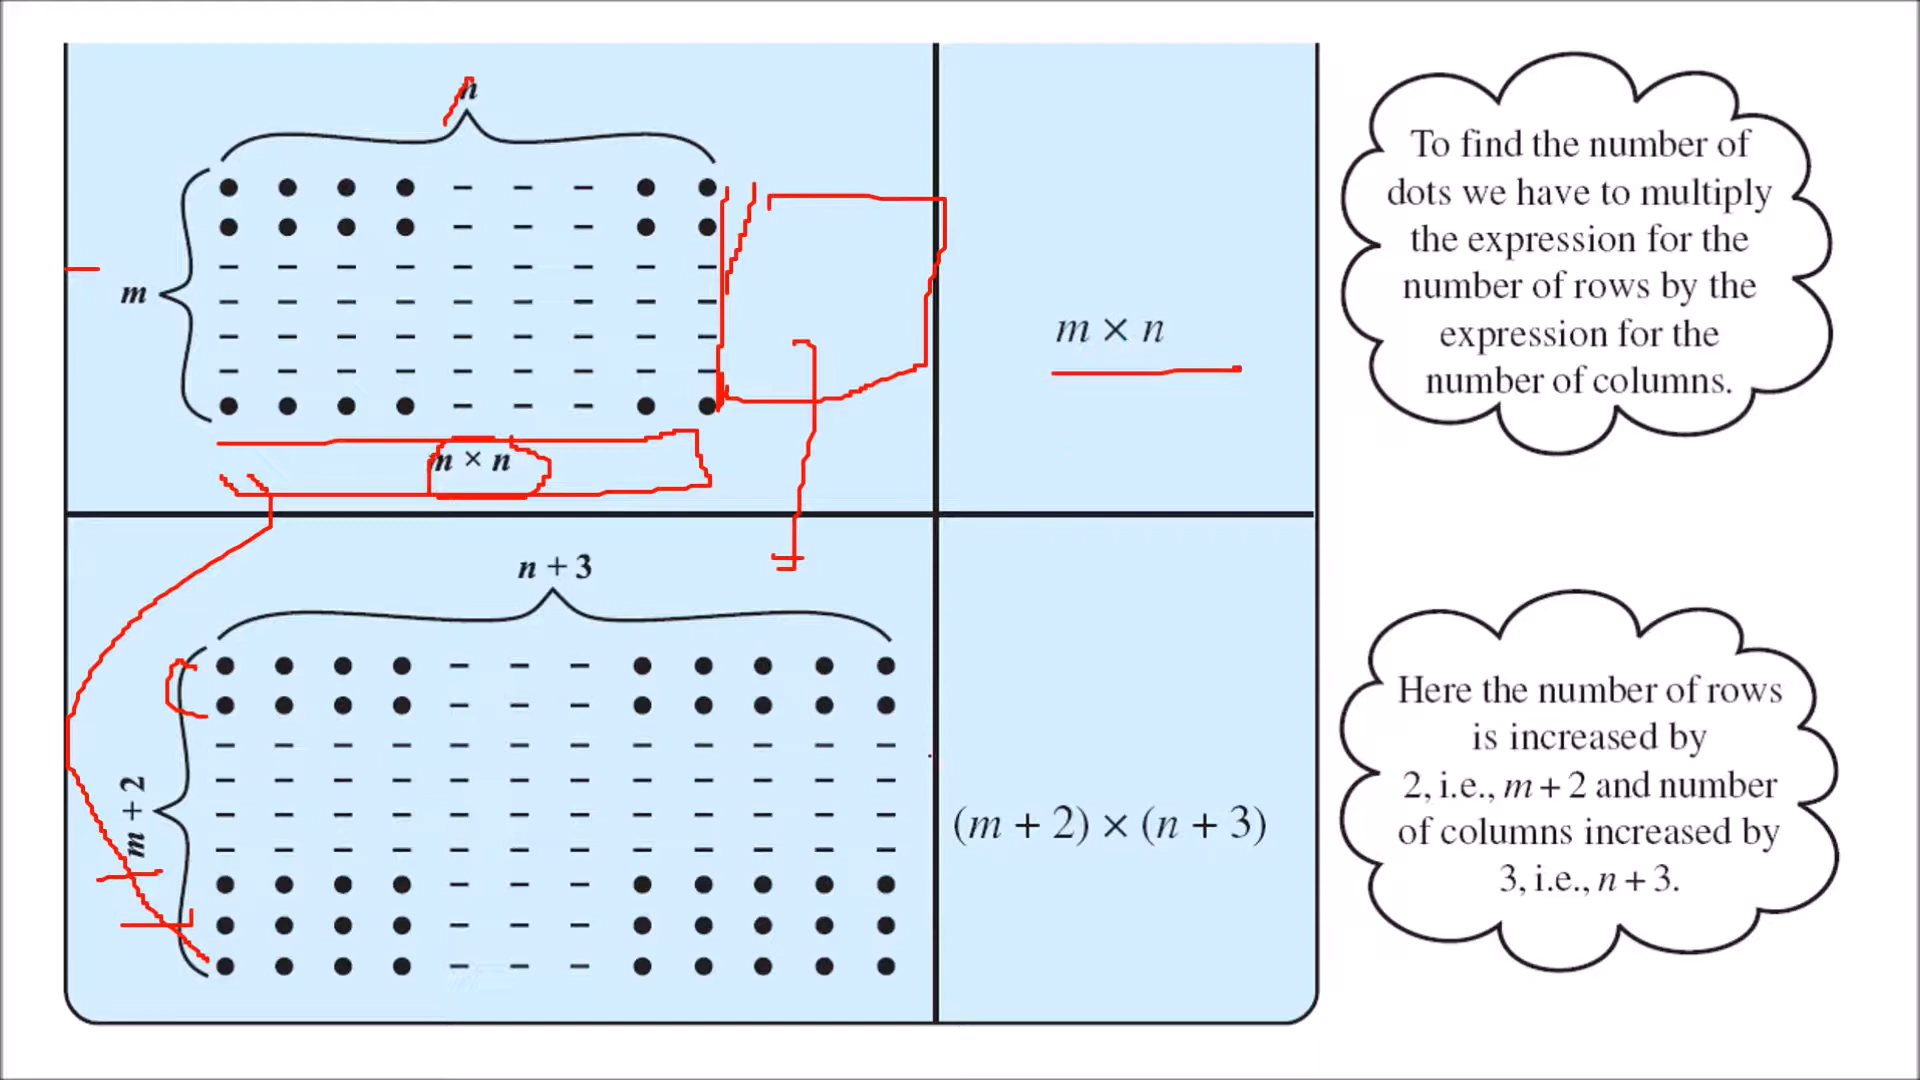 n
m
m × n
m × n
To find the number of
dots we have to multiply
the expression for the
number of rows by the
expression for the
number of columns.
n + 3
m + 2
(m + 2) × (n + 3)
Here the number of rows
is increased by
2, i.e., m + 2 and number
of columns increased by
3, i.e., n + 3.